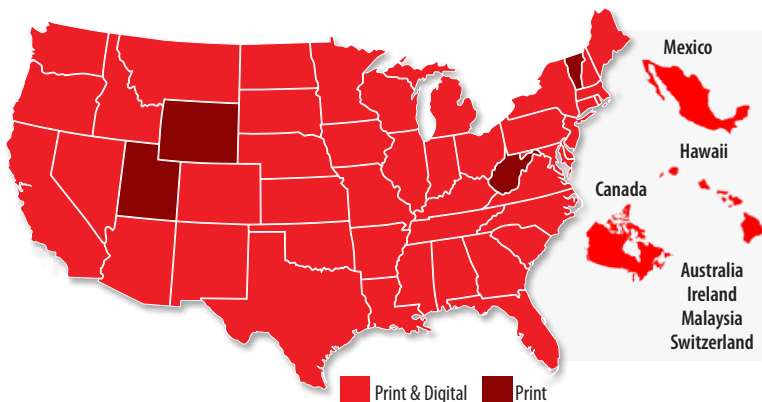 Mexico
Hawaii
Canada
Australia
Ireland
Malaysia
Switzerland
Print & Digital
Print